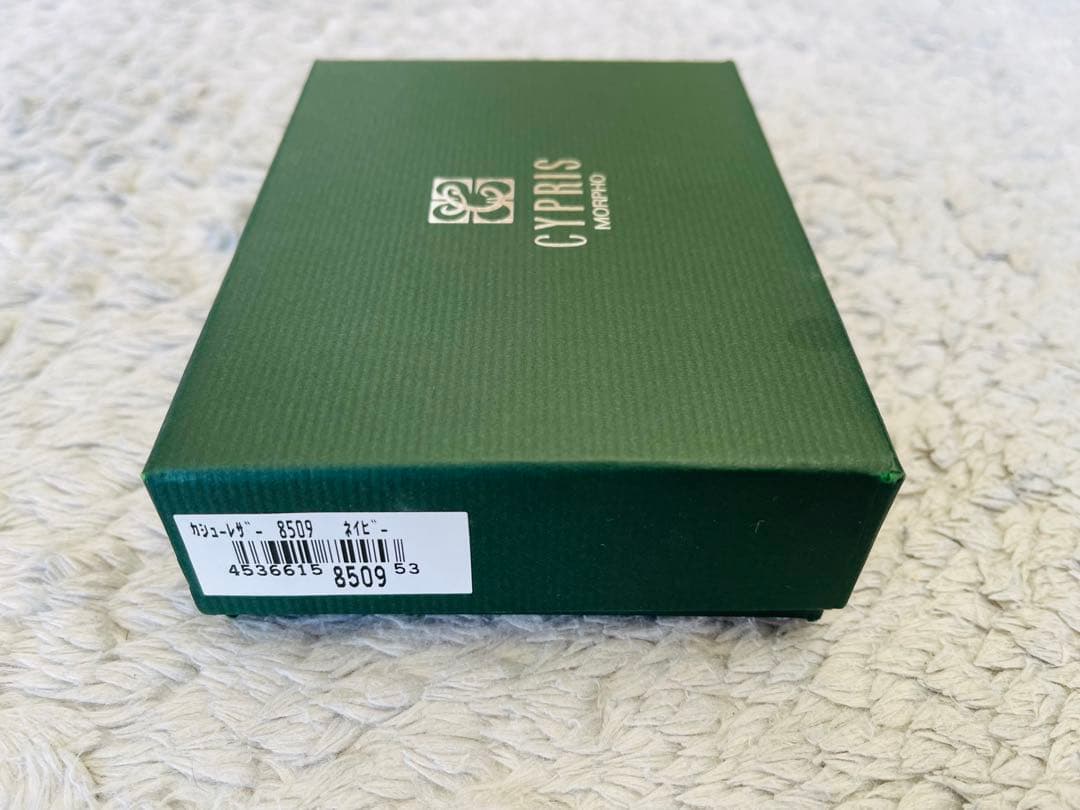 CYPRIS
MORPHO
ｶｼｭｰﾚｻﾞｰ 8509 ﾈｲﾋﾞｰ
4536615 8509 53